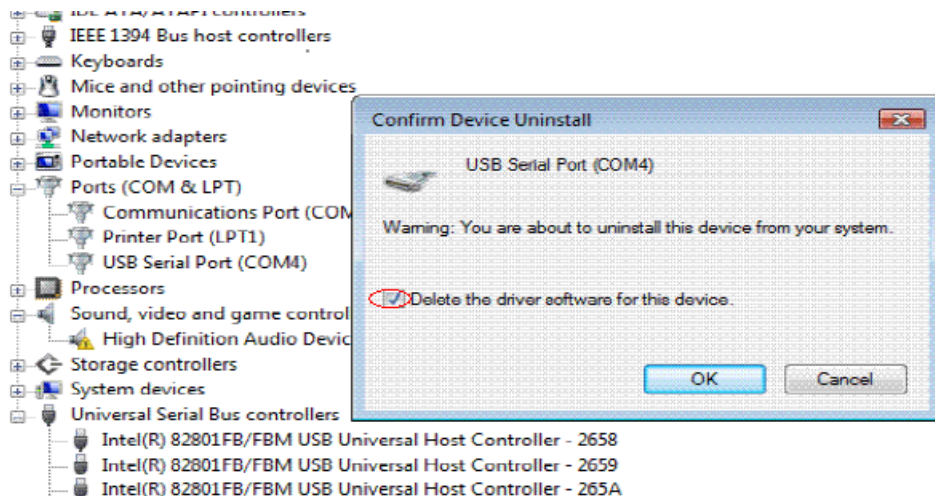 IDE ATA/ATAPI controllers
IEEE 1394 Bus host controllers
Keyboards
Mice and other pointing devices
Monitors
Network adapters
Portable Devices
Ports (COM & LPT)
Communications Port (COM
Printer Port (LPT1)
USB Serial Port (COM4)
Processors
Sound, video and game control
High Definition Audio Devic
Storage controllers
System devices
Universal Serial Bus controllers
Intel(R) 82801FB/FBM USB Universal Host Controller - 2658
Intel(R) 82801FB/FBM USB Universal Host Controller - 2659
Intel(R) 82801FB/FBM USB Universal Host Controller - 265A
Confirm Device Uninstall
USB Serial Port (COM4)
Warning: You are about to uninstall this device from your system.
Delete the driver software for this device.
OK
Cancel